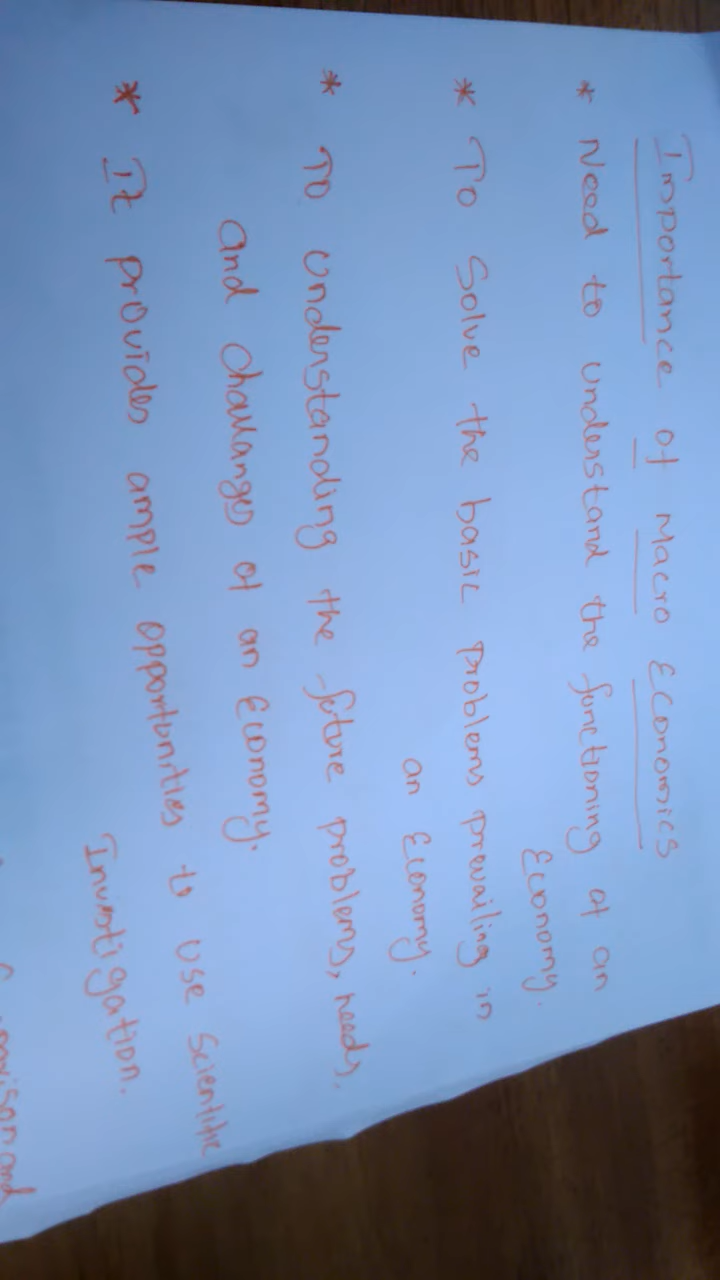 Importance of Macro Economics
* Need to understand the functioning of an
Economy.
* To Solve the basic problems prevailing in
an Economy.
* To understanding the future problems, needs,
and challanges of an Economy.
* It provides ample opportunities to use Scientific
Investigation.
and